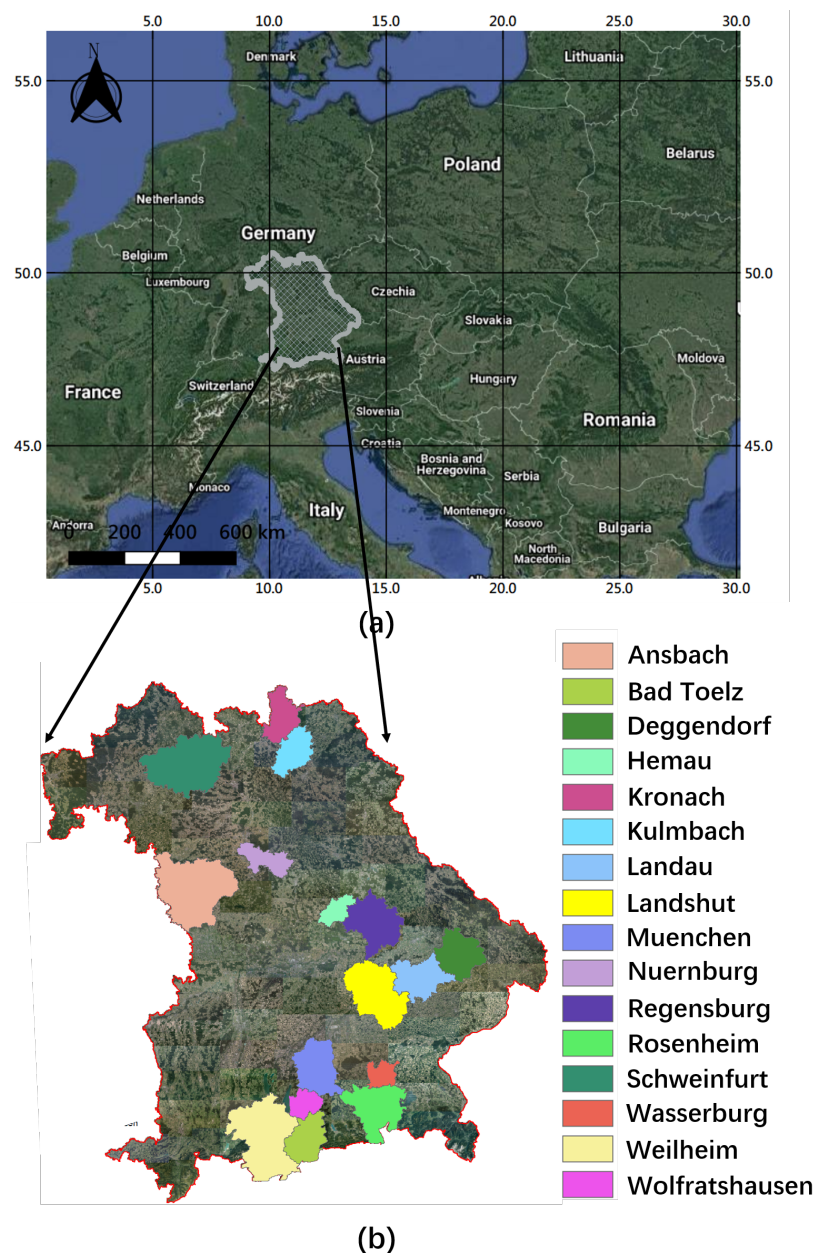 5.0 10.0 15.0 20.0 25.0 30.0
N
Denmark
Lithuania
55.0 55.0
Poland
Belarus
Netherlands
Germany
Belgium
50.0 50.0
Luxembourg
Czechia
Slovakia
Austria
Moldova
Switzerland
Hungary
France
Slovenia
Romania
45.0 45.0
Croatia
Bosnia and
Herzegovina
Serbia
Monaco
Italy
Montenegro
Andorra
Kosovo
Bulgaria
0 200 400 600 km
North
Macedonia
5.0 10.0 15.0 20.0 25.0 30.0
(a)
Ansbach
Bad Toelz
Deggendorf
Hemau
Kronach
Kulmbach
Landau
Landshut
Muenchen
Nuernburg
Regensburg
Rosenheim
Schweinfurt
Wasserburg
Weilheim
Wolfratshausen
(b)